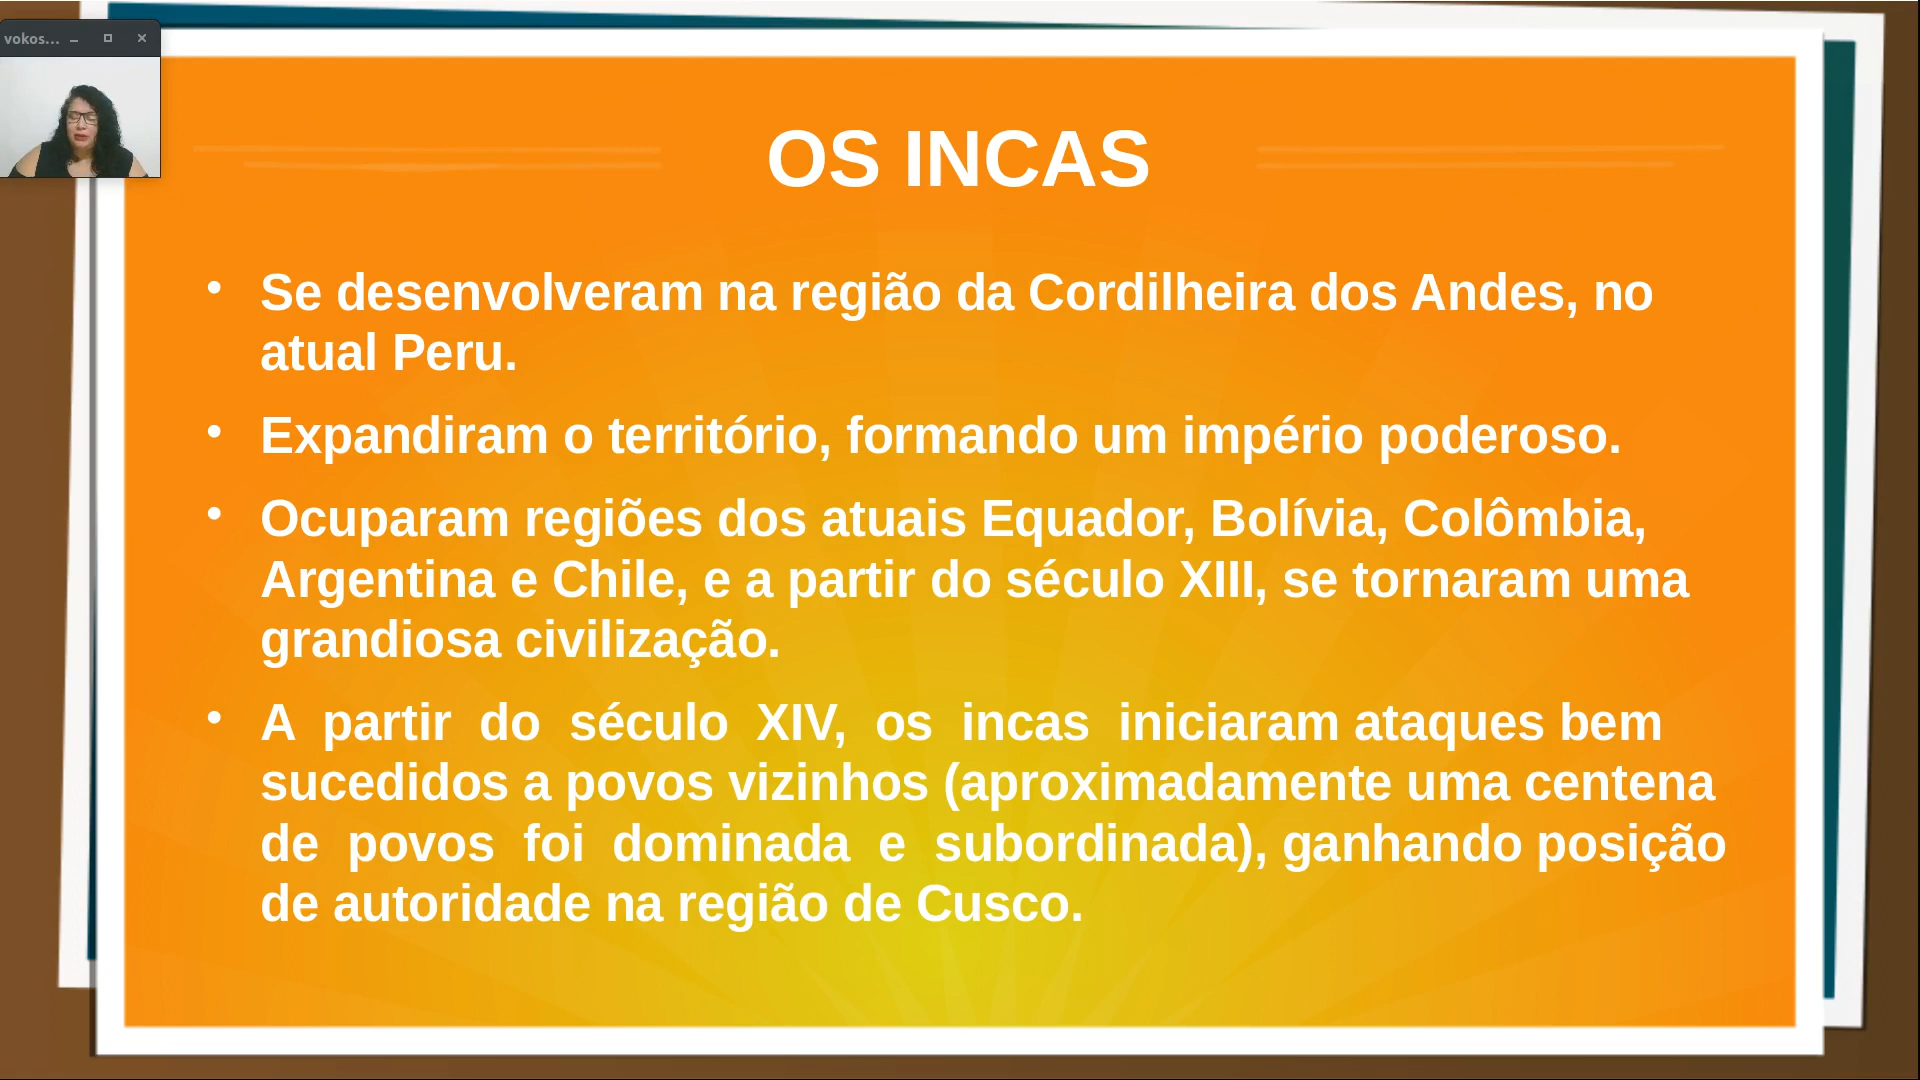 vokos...
OS INCAS
• Se desenvolveram na região da Cordilheira dos Andes, no
atual Peru.
• Expandiram o território, formando um império poderoso.
• Ocuparam regiões dos atuais Equador, Bolívia, Colômbia,
Argentina e Chile, e a partir do século XIII, se tornaram uma
grandiosa civilização.
• A partir do século XIV, os incas iniciaram ataques bem
sucedidos a povos vizinhos (aproximadamente uma centena
de povos foi dominada e subordinada), ganhando posição
de autoridade na região de Cusco.